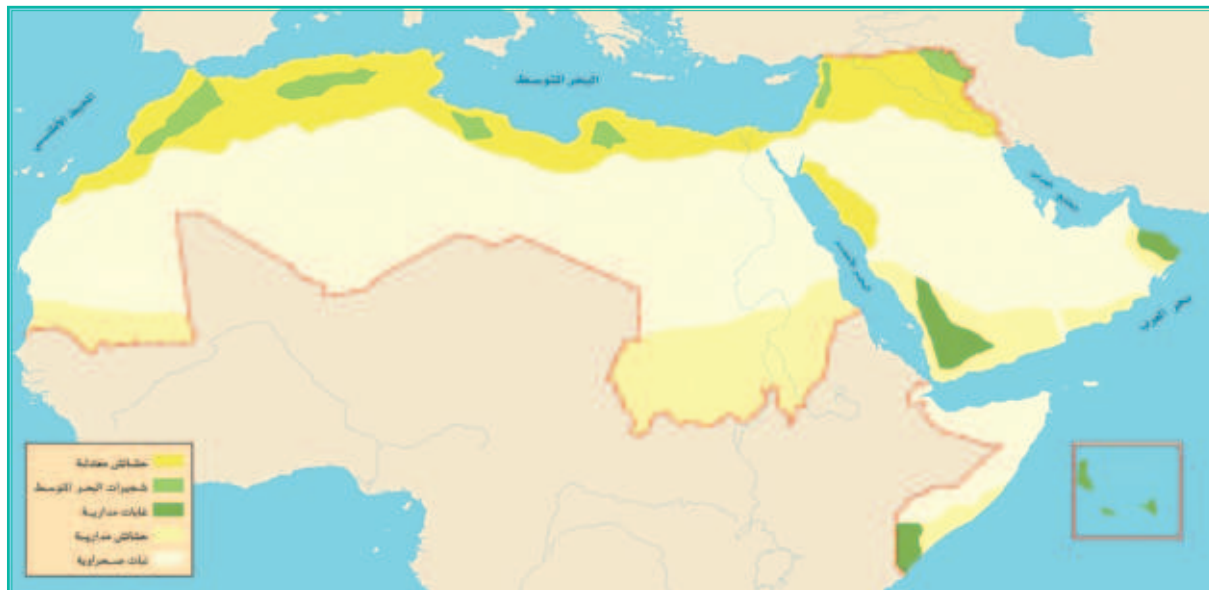 البحر المتوسط
المحيط الأطلسي
الخليج العربي
البحر الأحمر
بحر العرب
حشائش معتدلة
شجيرات البحر المتوسط
غابات مدارية
حشائش مدارية
نبات صحراوية